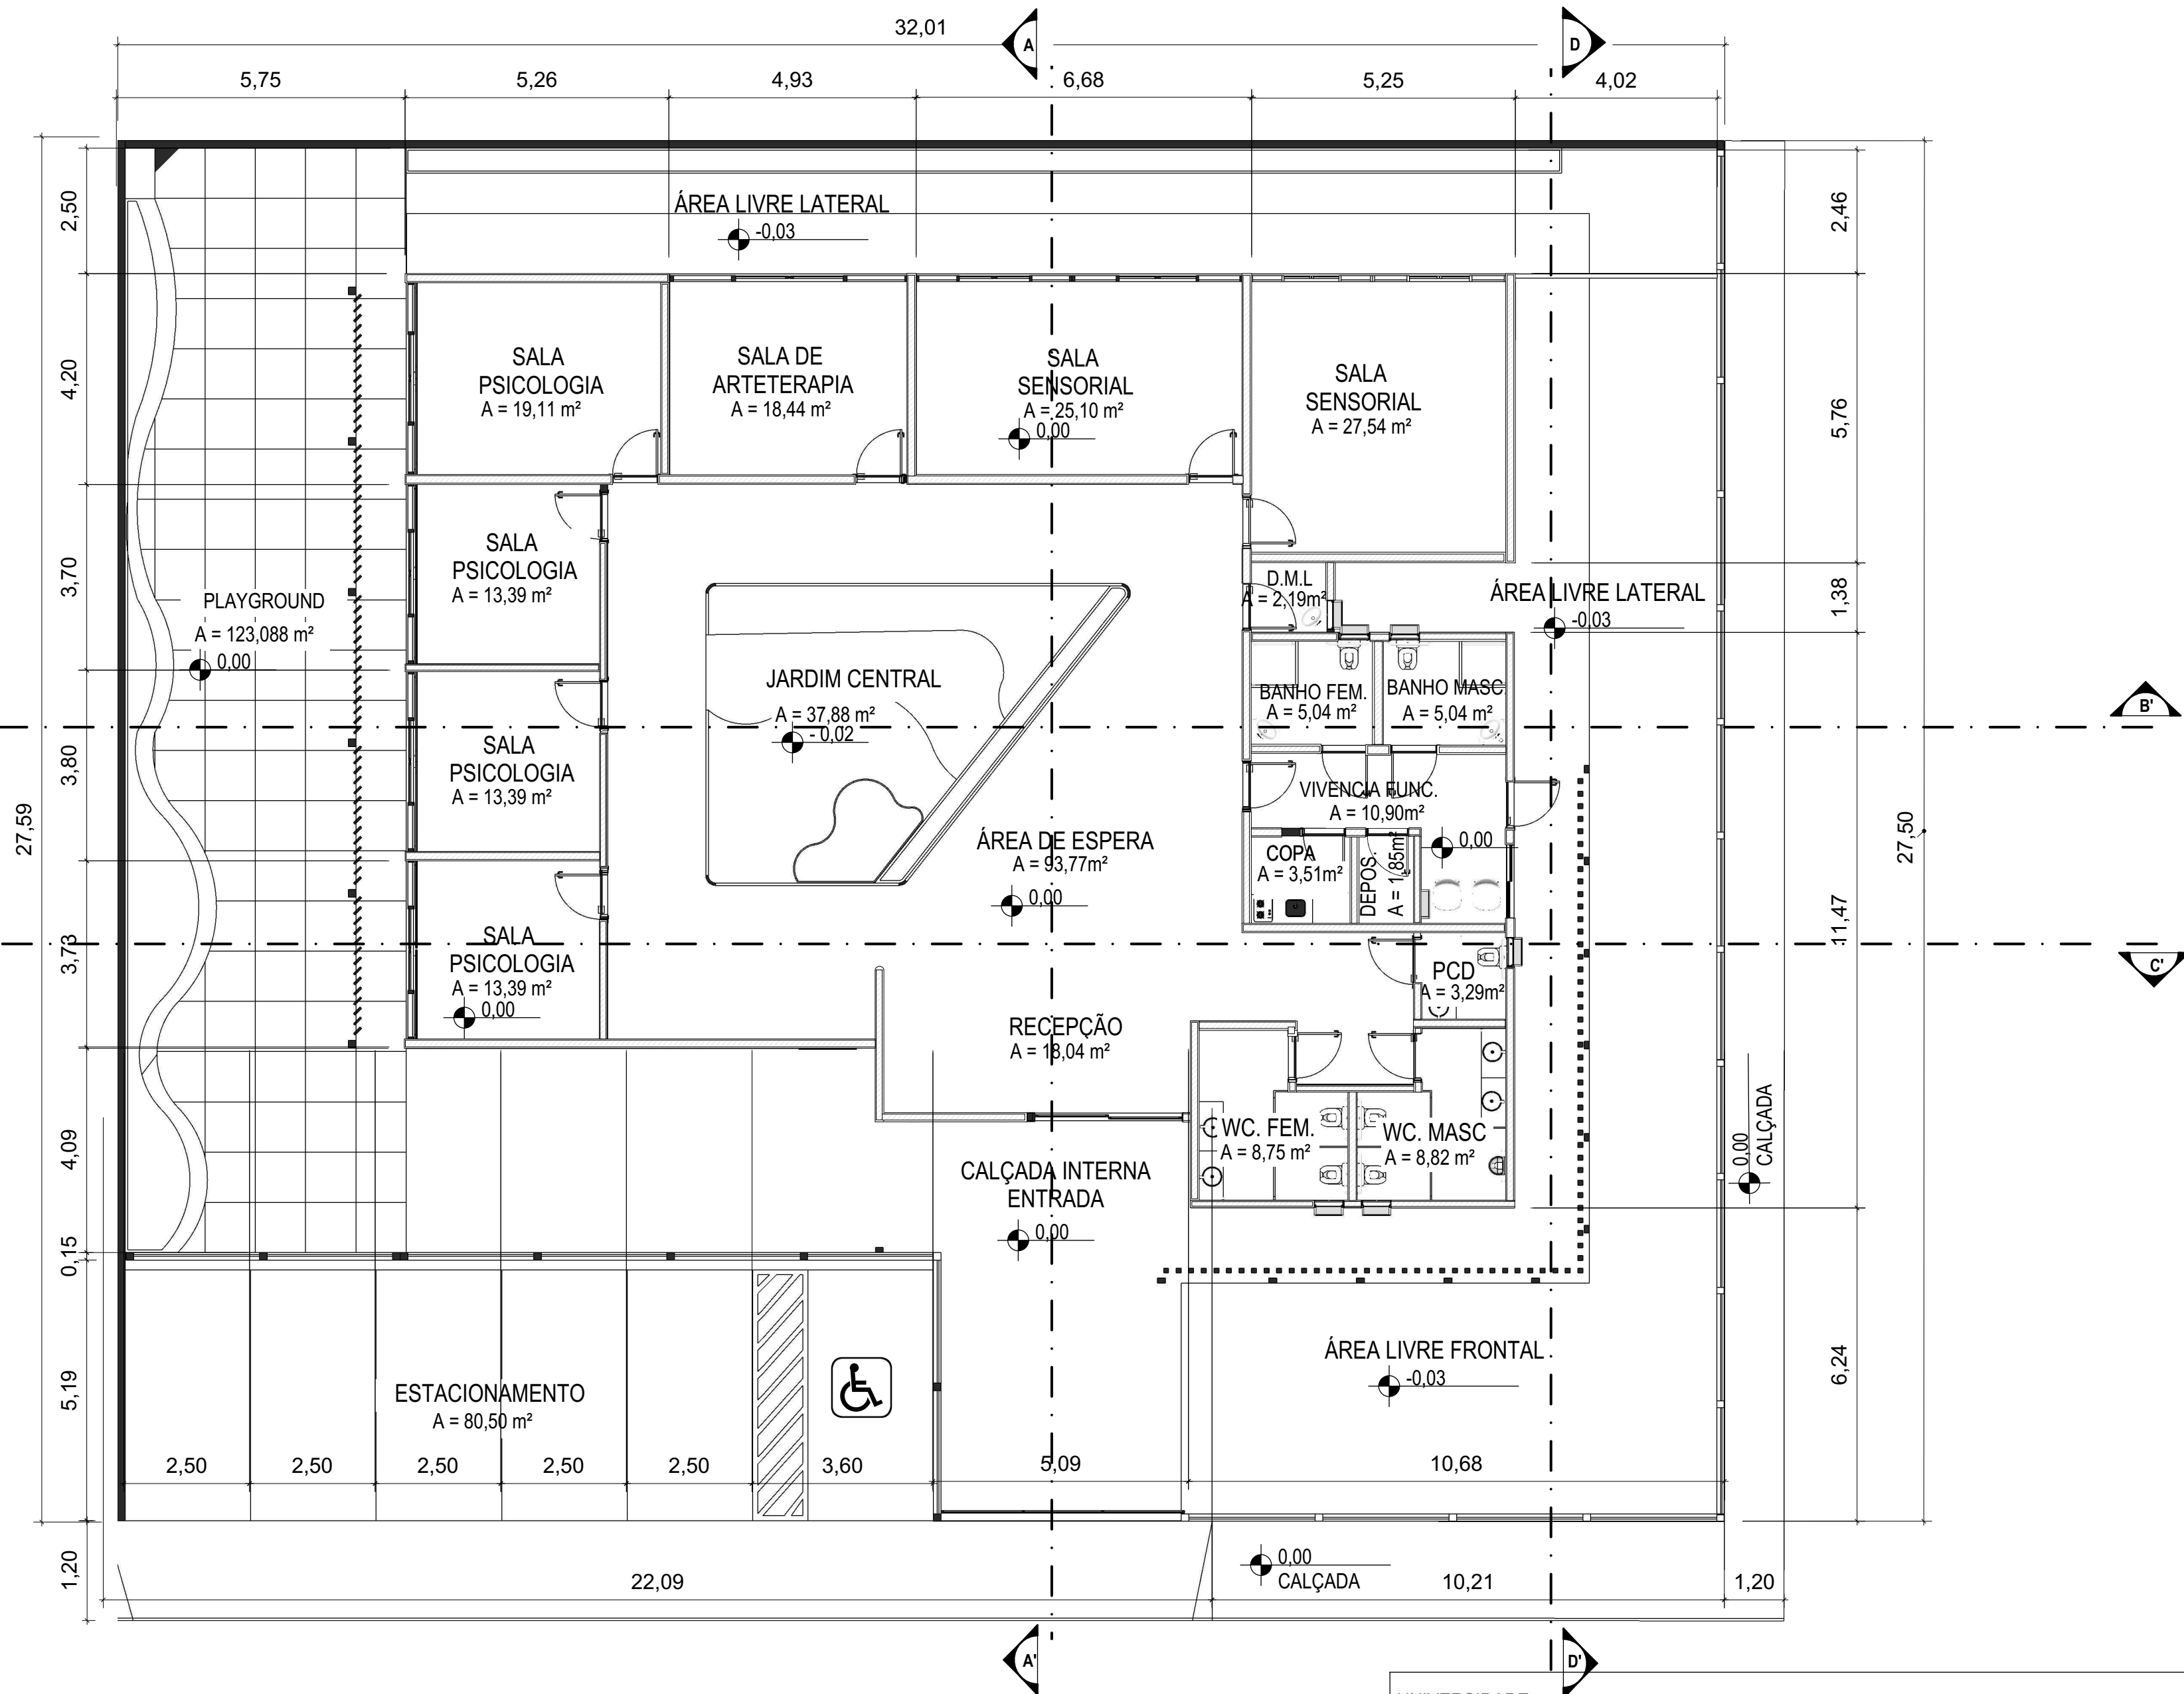 32,01
A
D
5,75
5,26
4,93
6,68
5,25
4,02
2,50
4,20
3,70
3,80
3,73
4,09
0,15
5,19
1,20
27,59
2,46
5,76
1,38
11,47
6,24
27,50
ÁREA LIVRE LATERAL
-0,03
SALA
PSICOLOGIA
A = 19,11 m²
SALA DE
ARTETERAPIA
A = 18,44 m²
SALA
SENSORIAL
A = 25,10 m²
0,00
SALA
SENSORIAL
A = 27,54 m²
SALA
PSICOLOGIA
A = 13,39 m²
PLAYGROUND
A = 123,088 m²
0,00
D.M.L
A = 2,19m²
ÁREA LIVRE LATERAL
-0,03
JARDIM CENTRAL
A = 37,88 m²
- 0,02
BANHO FEM.
A = 5,04 m²
BANHO MASC
A = 5,04 m²
B'
SALA
PSICOLOGIA
A = 13,39 m²
VIVENCIA FUNC.
A = 10,90m²
0,00
ÁREA DE ESPERA
A = 93,77m²
0,00
COPA
A = 3,51m²
DEPOS.
A = 1,85m²
SALA
PSICOLOGIA
A = 13,39 m²
0,00
PCD
A = 3,29m²
C'
RECEPÇÃO
A = 18,04 m²
WC. FEM.
A = 8,75 m²
WC. MASC
A = 8,82 m²
0,00
CALÇADA
CALÇADA INTERNA
ENTRADA
0,00
ÁREA LIVRE FRONTAL
-0,03
ESTACIONAMENTO
A = 80,50 m²
2,50
2,50
2,50
2,50
2,50
3,60
5,09
10,68
0,00
CALÇADA
22,09
10,21
1,20
A'
D'